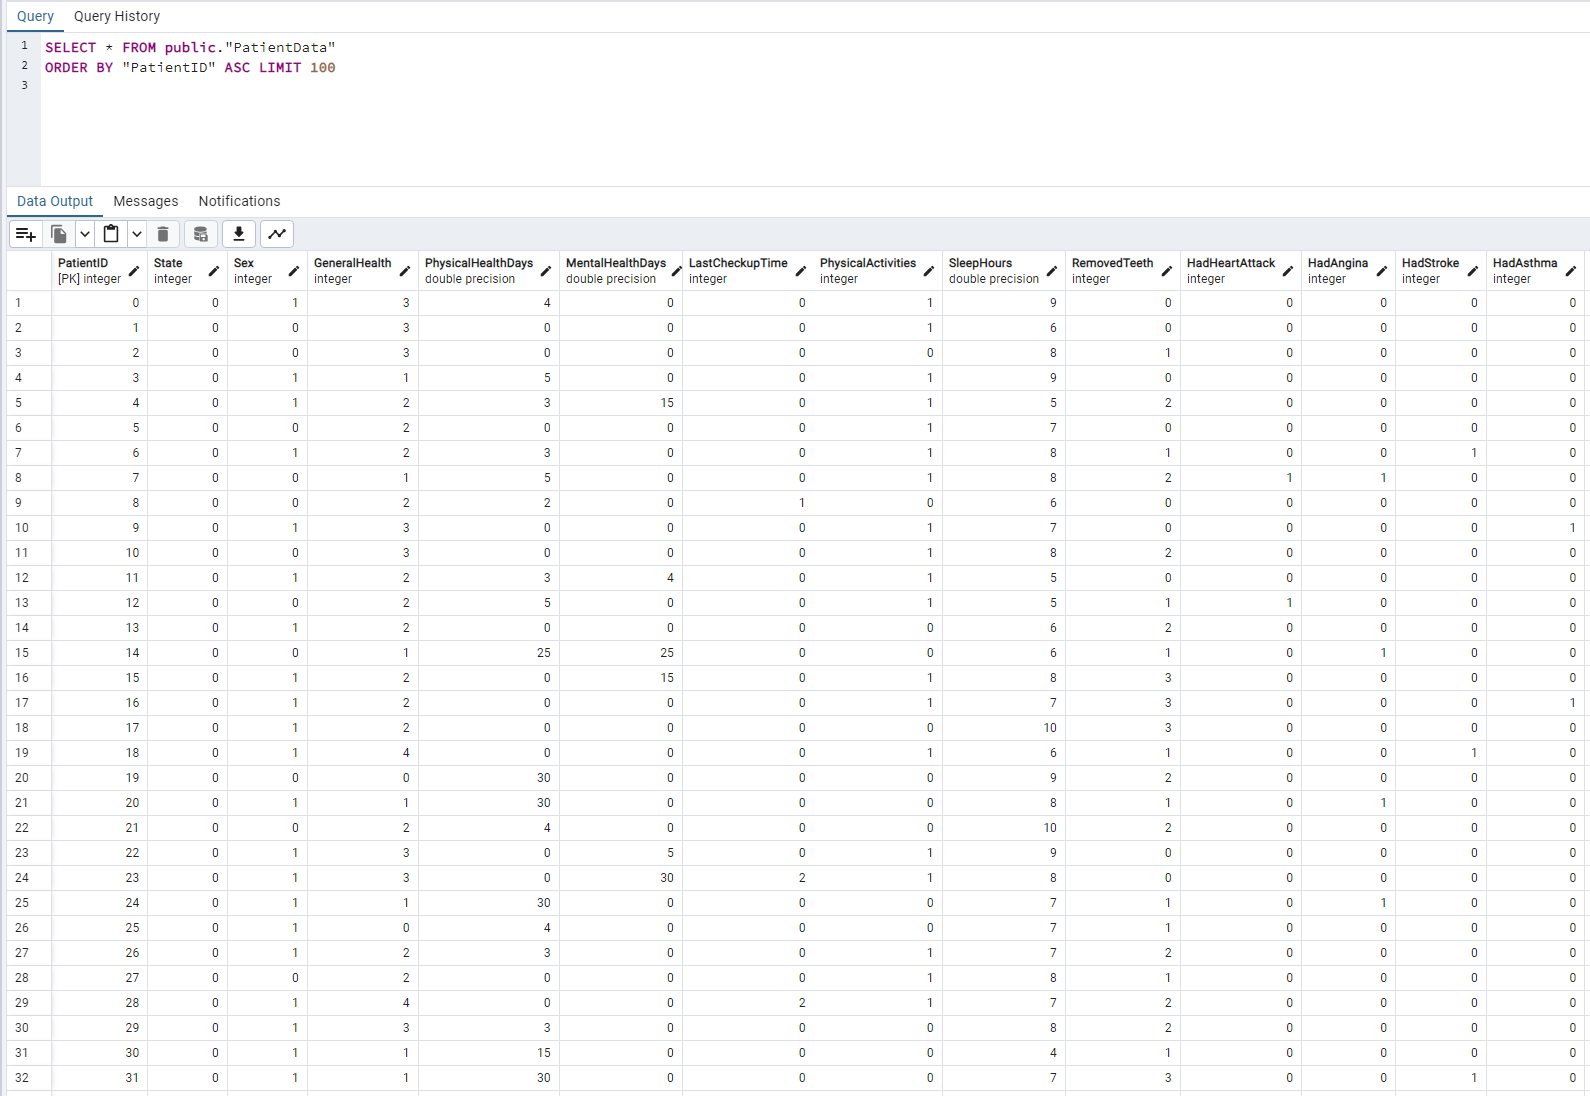 Query Query History
1 SELECT * FROM public."PatientData"
2 ORDER BY "PatientID" ASC LIMIT 100
3
Data Output Messages Notifications
PatientID State Sex GeneralHealth PhysicalHealthDays MentalHealthDays LastCheckupTime PhysicalActivities SleepHours RemovedTeeth HadHeartAttack HadAngina HadStroke HadAsthma
[PK] integer integer integer integer double precision double precision integer integer double precision integer integer integer integer integer
1 0 0 1 3 4 0 0 1 9 0 0 0 0 0
2 1 0 0 3 0 0 0 1 6 0 0 0 0 0
3 2 0 0 3 0 0 0 0 8 1 0 0 0 0
4 3 0 1 1 5 0 0 1 9 0 0 0 0 0
5 4 0 1 2 3 15 0 1 5 2 0 0 0 0
6 5 0 0 2 0 0 0 1 7 0 0 0 0 0
7 6 0 1 2 3 0 0 1 8 1 0 0 1 0
8 7 0 0 1 5 0 0 1 8 2 1 1 0 0
9 8 0 0 2 2 0 1 0 6 0 0 0 0 0
10 9 0 1 3 0 0 0 1 7 0 0 0 0 1
11 10 0 0 3 0 0 0 1 8 2 0 0 0 0
12 11 0 1 2 3 4 0 1 5 0 0 0 0 0
13 12 0 0 2 5 0 0 1 5 1 1 0 0 0
14 13 0 1 2 0 0 0 0 6 2 0 0 0 0
15 14 0 0 1 25 25 0 0 6 1 0 1 0 0
16 15 0 1 2 0 15 0 1 8 3 0 0 0 0
17 16 0 1 2 0 0 0 1 7 3 0 0 0 1
18 17 0 1 2 0 0 0 0 10 3 0 0 0 0
19 18 0 1 4 0 0 0 1 6 1 0 0 1 0
20 19 0 0 0 30 0 0 0 9 2 0 0 0 0
21 20 0 1 1 30 0 0 0 8 1 0 1 0 0
22 21 0 0 2 4 0 0 0 10 2 0 0 0 0
23 22 0 1 3 0 5 0 1 9 0 0 0 0 0
24 23 0 1 3 0 30 2 1 8 0 0 0 0 0
25 24 0 1 1 30 0 0 0 7 1 0 1 0 0
26 25 0 1 0 4 0 0 0 7 1 0 0 0 0
27 26 0 1 2 3 0 0 1 7 2 0 0 0 0
28 27 0 0 2 0 0 0 1 8 1 0 0 0 0
29 28 0 1 4 0 0 2 1 7 2 0 0 0 0
30 29 0 1 3 3 0 0 0 8 2 0 0 0 0
31 30 0 1 1 15 0 0 0 4 1 0 0 0 0
32 31 0 1 1 30 0 0 0 7 3 0 0 1 0